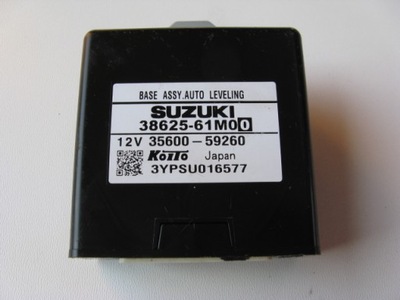 BASE ASSY.AUTO LEVELING
SUZUKI
38625-61M00
12V 35600-59260
KOITO Japan
3YPSU016577